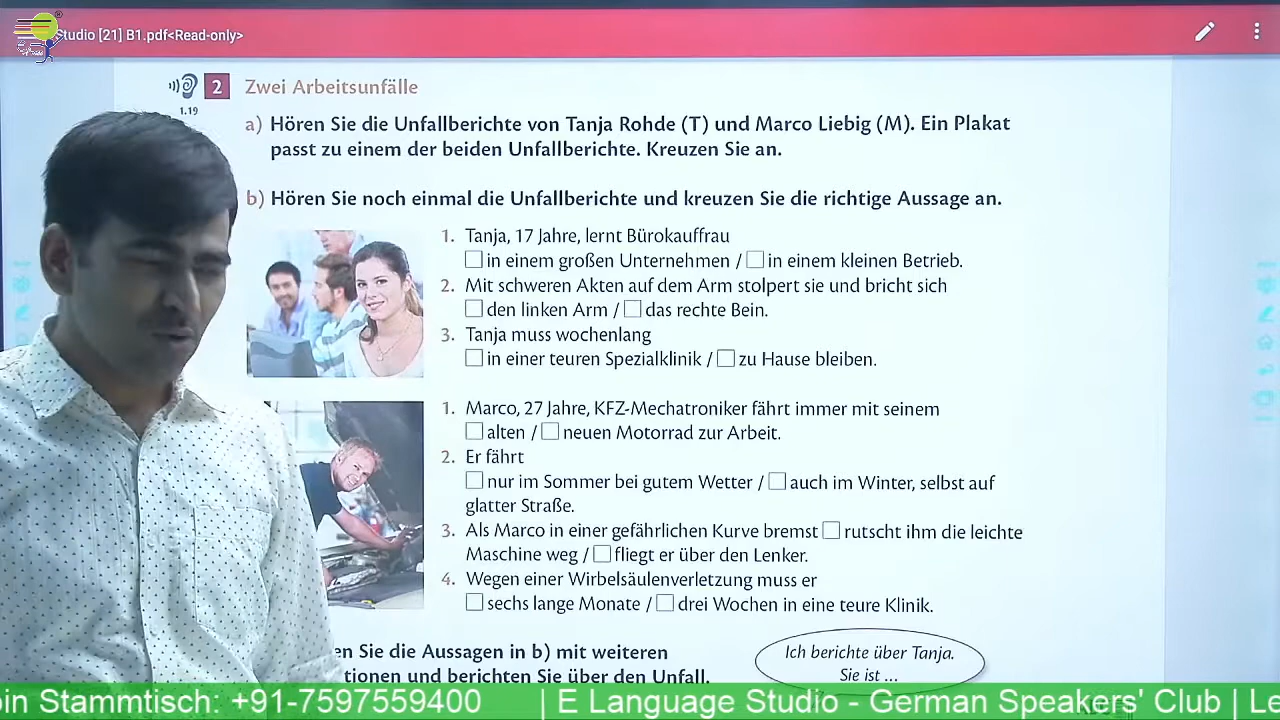 Studio [21] B1.pdf<Read-only>
2 Zwei Arbeitsunfälle
1.19
a) Hören Sie die Unfallberichte von Tanja Rohde (T) und Marco Liebig (M). Ein Plakat
passt zu einem der beiden Unfallberichte. Kreuzen Sie an.
b) Hören Sie noch einmal die Unfallberichte und kreuzen Sie die richtige Aussage an.
1. Tanja, 17 Jahre, lernt Bürokauffrau
in einem großen Unternehmen / in einem kleinen Betrieb.
2. Mit schweren Akten auf dem Arm stolpert sie und bricht sich
den linken Arm / das rechte Bein.
3. Tanja muss wochenlang
in einer teuren Spezialklinik / zu Hause bleiben.
1. Marco, 27 Jahre, KFZ-Mechatroniker fährt immer mit seinem
alten / neuen Motorrad zur Arbeit.
2. Er fährt
nur im Sommer bei gutem Wetter / auch im Winter, selbst auf
glatter Straße.
3. Als Marco in einer gefährlichen Kurve bremst rutscht ihm die leichte
Maschine weg / fliegt er über den Lenker.
4. Wegen einer Wirbelsäulenverletzung muss er
sechs lange Monate / drei Wochen in eine teure Klinik.
en Sie die Aussagen in b) mit weiteren
tionen und berichten Sie über den Unfall.
Ich berichte über Tanja.
Sie ist ...
oin Stammtisch: +91-7597559400 | E Language Studio - German Speakers' Club | Le